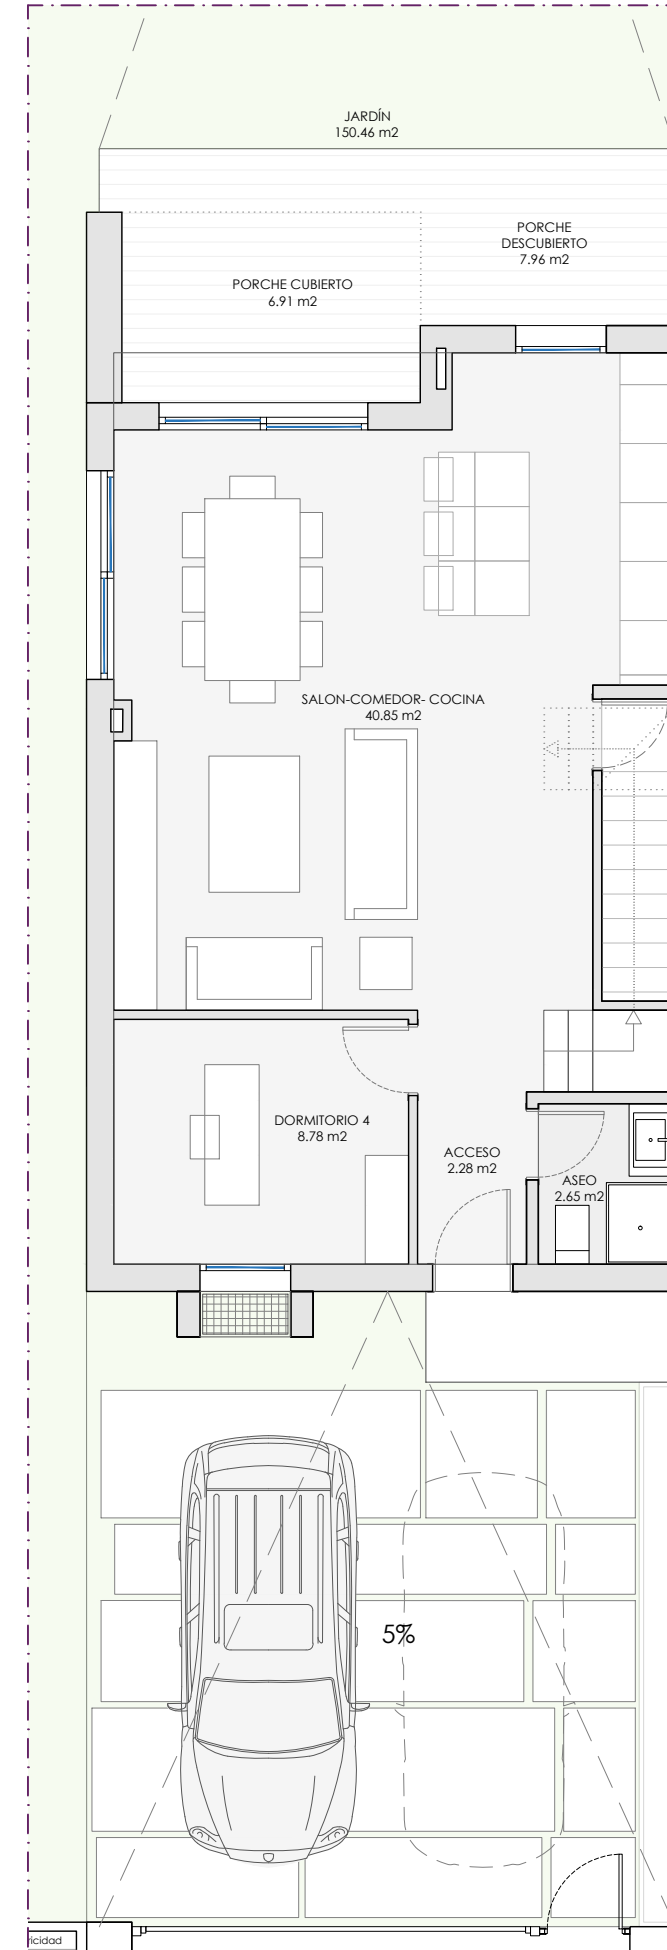 JARDÍN
150.46 m2
PORCHE
DESCUBIERTO
7.96 m2
PORCHE CUBIERTO
6.91 m2
SALON-COMEDOR- COCINA
40.85 m2
DORMITORIO 4
8.78 m2
ACCESO
2.28 m2
ASEO
2.65 m2
5%
ricidad